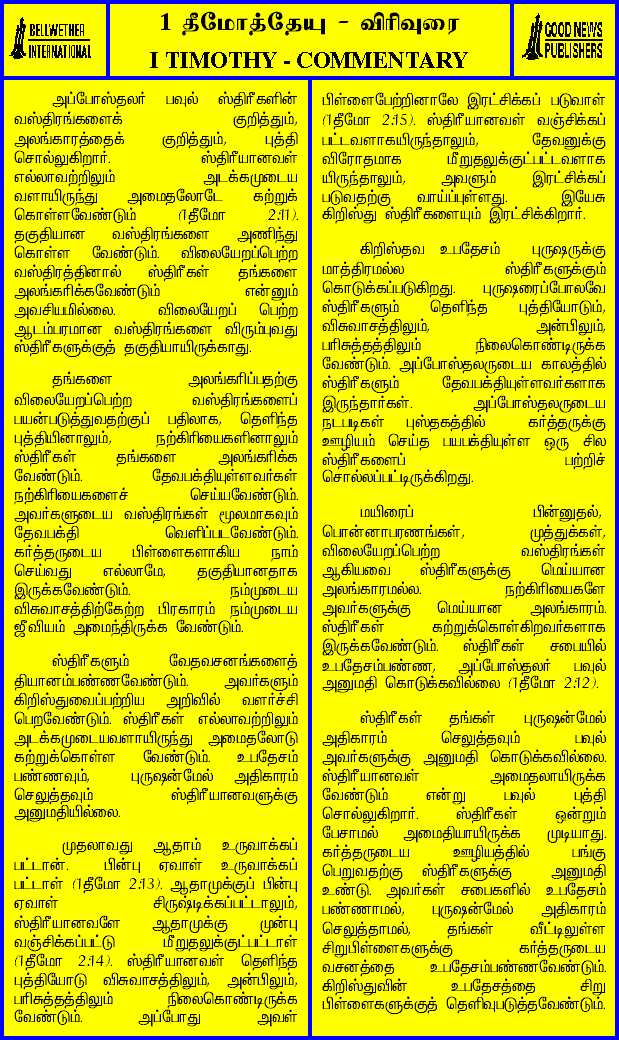 BELLWETHER
INTERNATIONAL
1 தீமோத்தேயு - விரிவுரை
I TIMOTHY - COMMENTARY
GOOD NEWS
PUBLISHERS
அப்போஸ்தலர் பவுல் ஸ்திரீகளின்
வஸ்திரங்களைக் குறித்தும்,
அலங்காரத்தைக் குறித்தும், புத்தி
சொல்லுகிறார். ஸ்திரீயானவள்
எல்லாவற்றிலும் அடக்கமுடைய
வளாயிருந்து அமைதலோடே கற்றுக்
கொள்ளவேண்டும் (1தீமோ 2:11).
தகுதியான வஸ்திரங்களை அணிந்து
கொள்ள வேண்டும். விலையேறப்பெற்ற
வஸ்திரத்தினால் ஸ்திரீகள் தங்களை
அலங்கரிக்கவேண்டும் என்னும்
அவசியமில்லை. விலையேறப் பெற்ற
ஆடம்பரமான வஸ்திரங்களை விரும்புவது
ஸ்திரீகளுக்குத் தகுதியாயிருக்காது.
தங்களை அலங்கரிப்பதற்கு
விலையேறப்பெற்ற வஸ்திரங்களைப்
பயன்படுத்துவதற்குப் பதிலாக, தெளிந்த
புத்தியினாலும், நற்கிரியைகளினாலும்
ஸ்திரீகள் தங்களை அலங்கரிக்க
வேண்டும். தேவபக்தியுள்ளவர்கள்
நற்கிரியைகளைச் செய்யவேண்டும்.
அவர்களுடைய வஸ்திரங்கள் மூலமாகவும்
தேவபக்தி வெளிப்படவேண்டும்.
கர்த்தருடைய பிள்ளைகளாகிய நாம்
செய்வது எல்லாமே, தகுதியானதாக
இருக்கவேண்டும். நம்முடைய
விசுவாசத்திற்கேற்ற பிரகாரம் நம்முடைய
ஜீவியம் அமைந்திருக்க வேண்டும்.
ஸ்திரீகளும் வேதவசனங்களைத்
தியானம்பண்ணவேண்டும். அவர்களும்
கிறிஸ்துவைப்பற்றிய அறிவில் வளர்ச்சி
பெறவேண்டும். ஸ்திரீகள் எல்லாவற்றிலும்
அடக்கமுடையவளாயிருந்து அமைதலோடு
கற்றுக்கொள்ள வேண்டும். உபதேசம்
பண்ணவும், புருஷன்மேல் அதிகாரம்
செலுத்தவும் ஸ்திரீயானவளுக்கு
அனுமதியில்லை.
முதலாவது ஆதாம் உருவாக்கப்
பட்டான். பின்பு ஏவாள் உருவாக்கப்
பட்டாள் (1தீமோ 2:13). ஆதாமுக்குப் பின்பு
ஏவாள் சிருஷ்டிக்கப்பட்டாலும்,
ஸ்திரீயானவளே ஆதாமுக்கு முன்பு
வஞ்சிக்கப்பட்டு மீறுதலுக்குட்பட்டாள்
(1தீமோ 2:14). ஸ்திரீயானவள் தெளிந்த
புத்தியோடு விசுவாசத்திலும், அன்பிலும்,
பரிசுத்தத்திலும் நிலைகொண்டிருக்க
வேண்டும். அப்போது அவள்
பிள்ளைபேற்றினாலே இரட்சிக்கப் படுவாள்
(1தீமோ 2:15). ஸ்திரீயானவள் வஞ்சிக்கப்
பட்டவளாகயிருந்தாலும், தேவனுக்கு
விரோதமாக மீறுதலுக்குட்பட்டவளாக
யிருந்தாலும், அவளும் இரட்சிக்கப்
படுவதற்கு வாய்ப்புள்ளது. இயேசு
கிறிஸ்து ஸ்திரீகளையும் இரட்சிக்கிறார்.
கிறிஸ்தவ உபதேசம் புருஷருக்கு
மாத்திரமல்ல ஸ்திரீகளுக்கும்
கொடுக்கப்படுகிறது. புருஷரைப்போலவே
ஸ்திரீகளும் தெளிந்த புத்தியோடும்,
விசுவாசத்திலும், அன்பிலும்,
பரிசுத்தத்திலும் நிலைகொண்டிருக்க
வேண்டும். அப்போஸ்தலருடைய காலத்தில்
ஸ்திரீகளும் தேவபக்தியுள்ளவர்களாக
இருந்தார்கள். அப்போஸ்தலருடைய
நடபடிகள் புஸ்தகத்தில் கர்த்தருக்கு
ஊழியம் செய்த பயபக்தியுள்ள ஒரு சில
ஸ்திரீகளைப் பற்றிச்
சொல்லப்பட்டிருக்கிறது.
மயிரைப் பின்னுதல்,
பொன்னாபரணங்கள், முத்துக்கள்,
விலையேறப்பெற்ற வஸ்திரங்கள்
ஆகியவை ஸ்திரீகளுக்கு மெய்யான
அலங்காரமல்ல. நற்கிரியைகளே
அவர்களுக்கு மெய்யான அலங்காரம்.
ஸ்திரீகள் கற்றுக்கொள்கிறவர்களாக
இருக்கவேண்டும். ஸ்திரீகள் சபையில்
உபதேசம்பண்ண, அப்போஸ்தலர் பவுல்
அனுமதி கொடுக்கவில்லை (1தீமோ 2:12).
ஸ்திரீகள் தங்கள் புருஷன்மேல்
அதிகாரம் செலுத்தவும் பவுல்
அவர்களுக்கு அனுமதி கொடுக்கவில்லை.
ஸ்திரீயானவள் அமைதலாயிருக்க
வேண்டும் என்று பவுல் புத்தி
சொல்லுகிறார். ஸ்திரீகள் ஒன்றும்
பேசாமல் அமைதியாயிருக்க முடியாது.
கர்த்தருடைய ஊழியத்தில் பங்கு
பெறுவதற்கு ஸ்திரீகளுக்கு அனுமதி
உண்டு. அவர்கள் சபைகளில் உபதேசம்
பண்ணாமல், புருஷன்மேல் அதிகாரம்
செலுத்தாமல், தங்கள் வீட்டிலுள்ள
சிறுபிள்ளைகளுக்கு கர்த்தருடைய
வசனத்தை உபதேசம்பண்ணவேண்டும்.
கிறிஸ்துவின் உபதேசத்தை சிறு
பிள்ளைகளுக்குத் தெளிவுபடுத்தவேண்டும்.